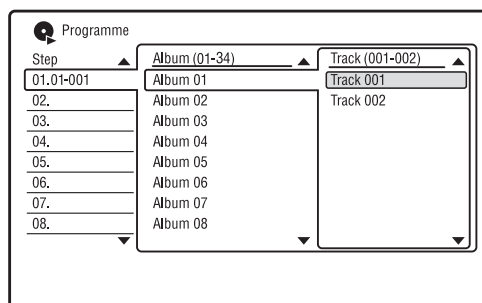 Programme
Step
01.01-001
02.
03.
04.
05.
06.
07.
08.
Album (01-34)
Album 01
Album 02
Album 03
Album 04
Album 05
Album 06
Album 07
Album 08
Track (001-002)
Track 001
Track 002